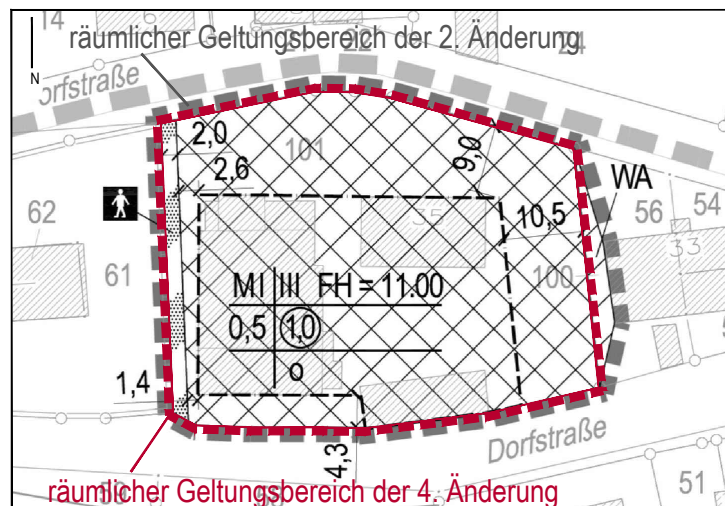 14
räumlicher Geltungsbereich der 2. Änderung
22
24
orfstraße
N
2,0
101
9,0
2,6
WA
62
35
10,5
56
54
33
61
100
MI III FH = 11.00
0,5 1,0
o
1,4
4,3
Dorfstraße
räumlicher Geltungsbereich der 4. Änderung
51